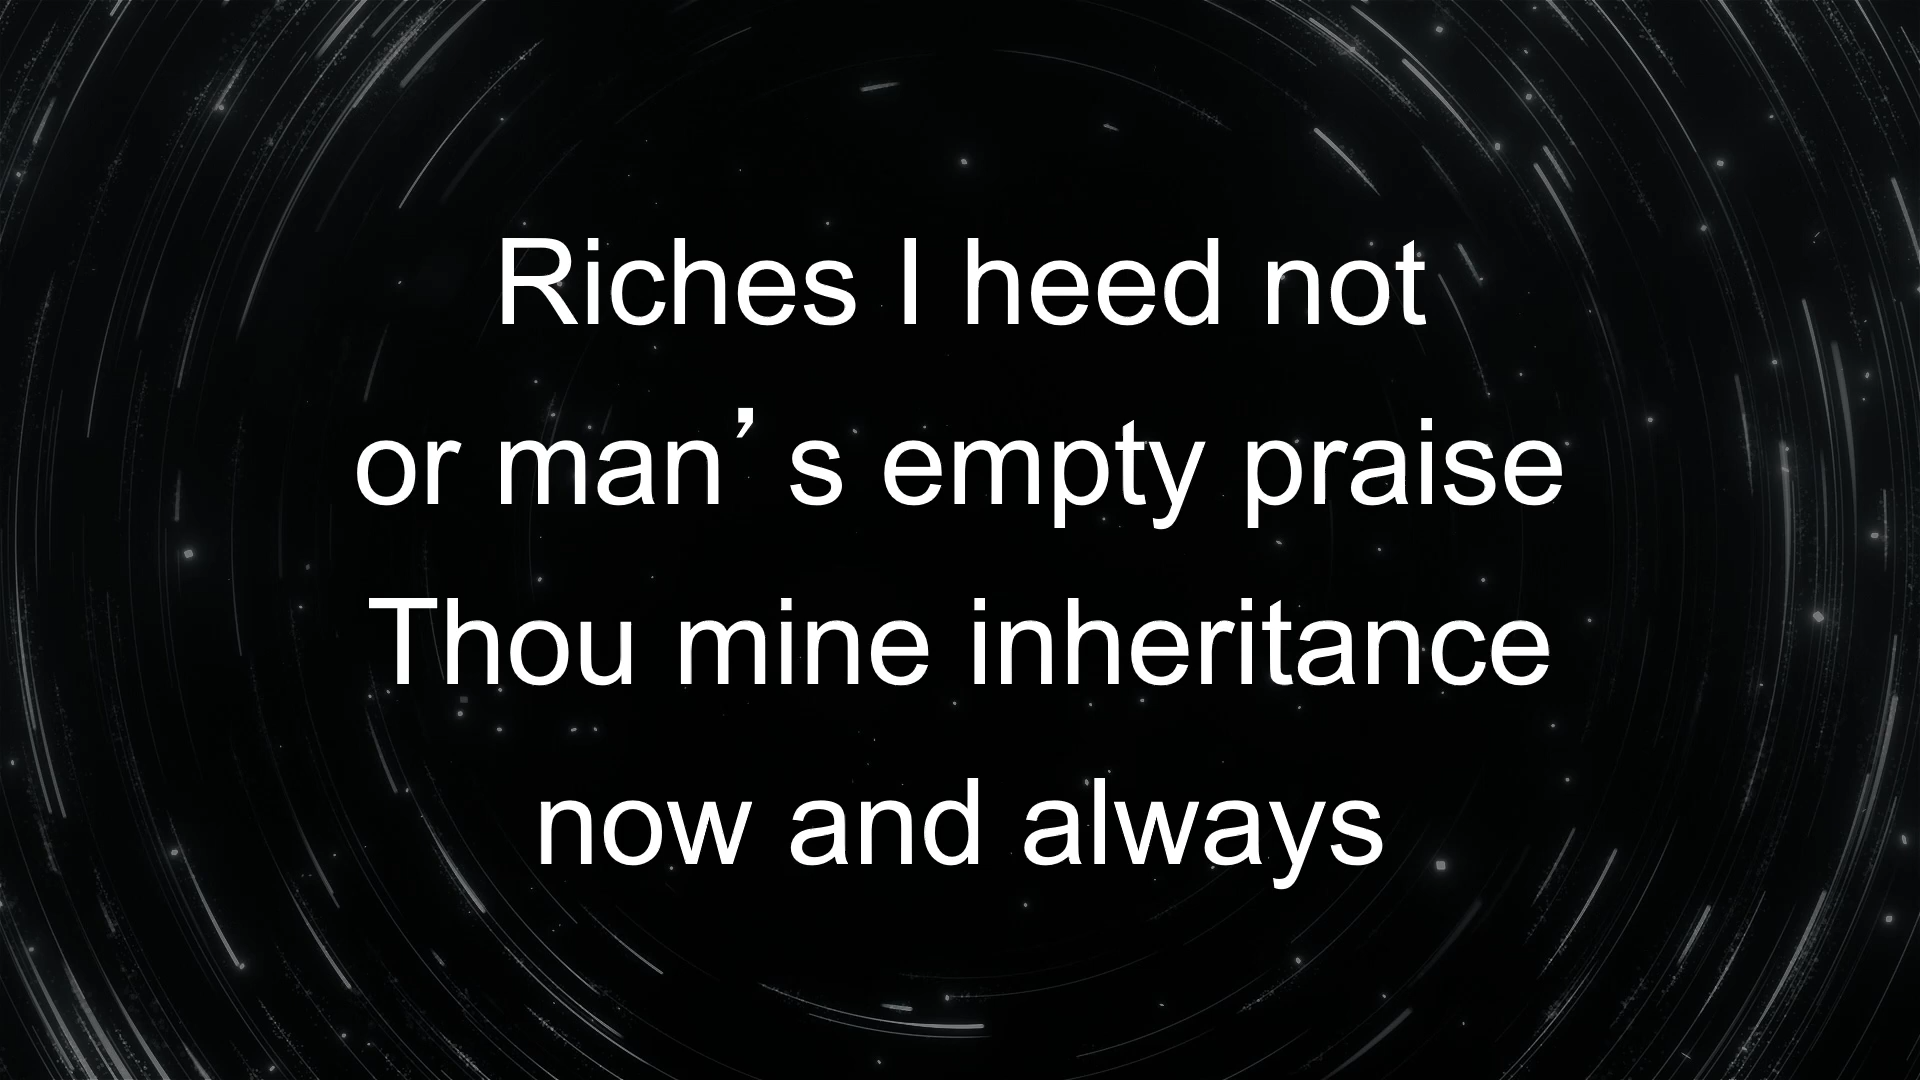 Riches I heed not
or man’s empty praise
Thou mine inheritance
now and always